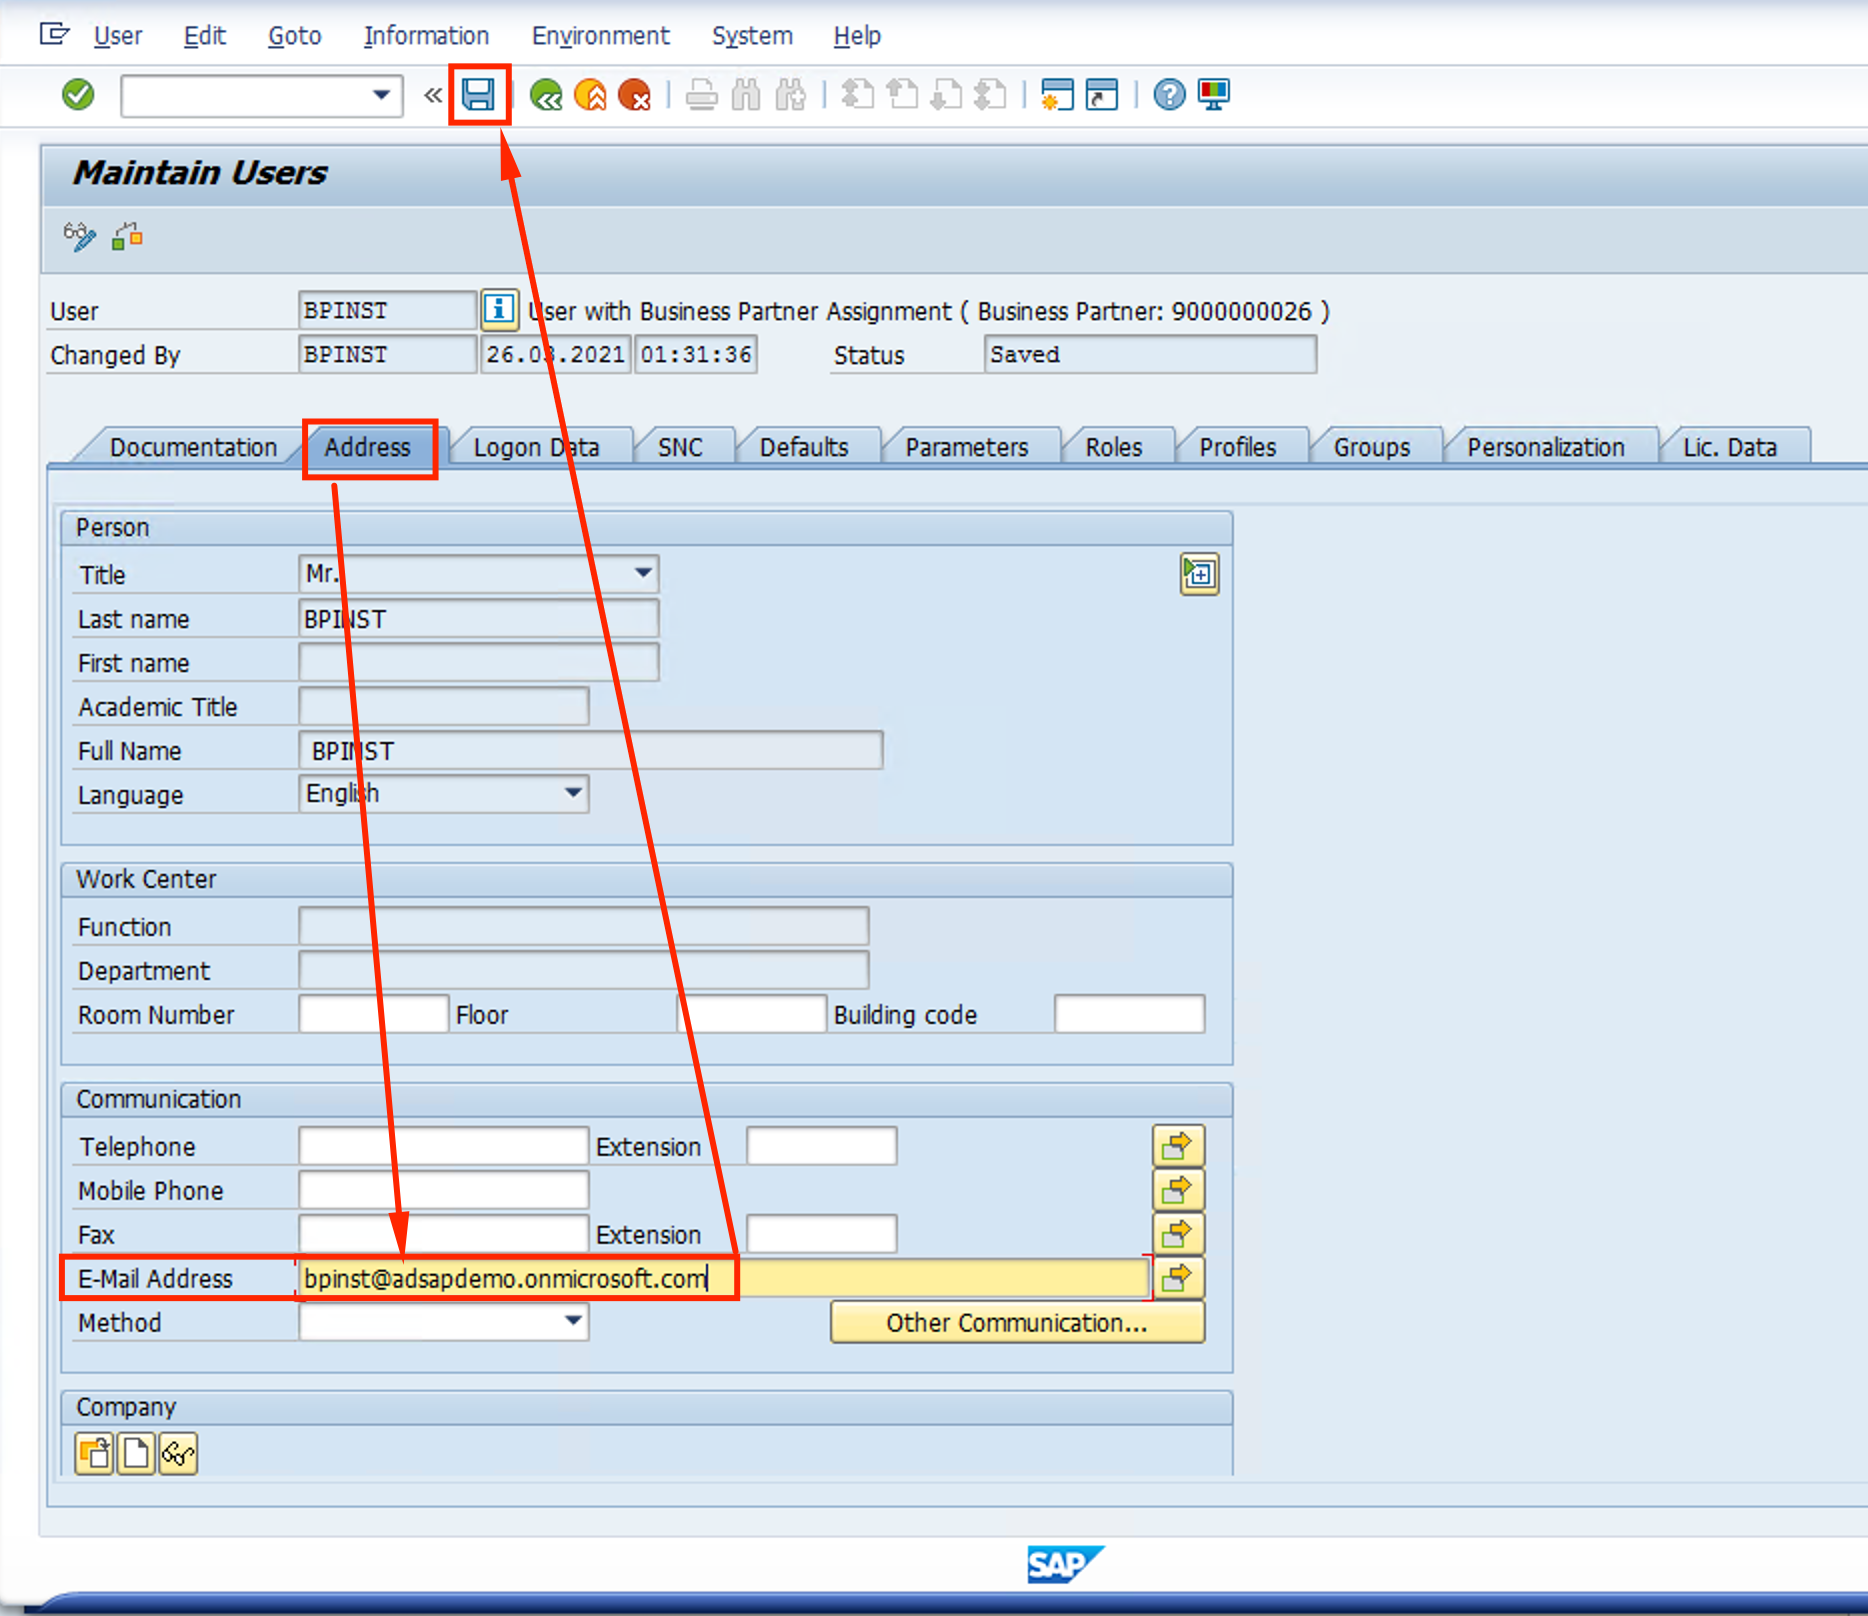 User Edit Goto Information Environment System Help
Maintain Users
User BPINST User with Business Partner Assignment ( Business Partner: 9000000026 )
Changed By BPINST 26.03.2021 01:31:36 Status Saved
Documentation Address Logon Data SNC Defaults Parameters Roles Profiles Groups Personalization Lic. Data
Person
Title Mr.
Last name BPINST
First name
Academic Title
Full Name BPINST
Language English
Work Center
Function
Department
Room Number Floor Building code
Communication
Telephone Extension
Mobile Phone
Fax Extension
E-Mail Address bpinst@adsapdemo.onmicrosoft.com
Method Other Communication...
Company
SAP